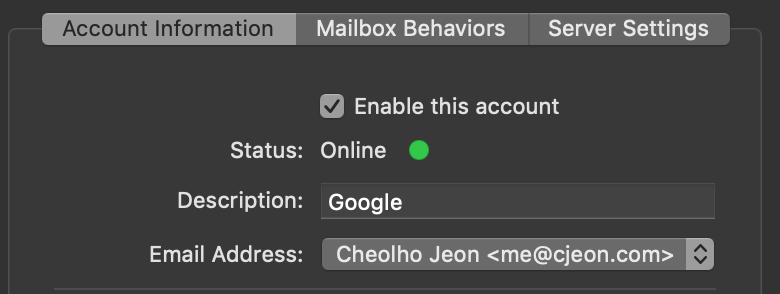 Account Information Mailbox Behaviors Server Settings
Enable this account
Status: Online
Description: Google
Email Address: Cheolho Jeon <me@cjeon.com>